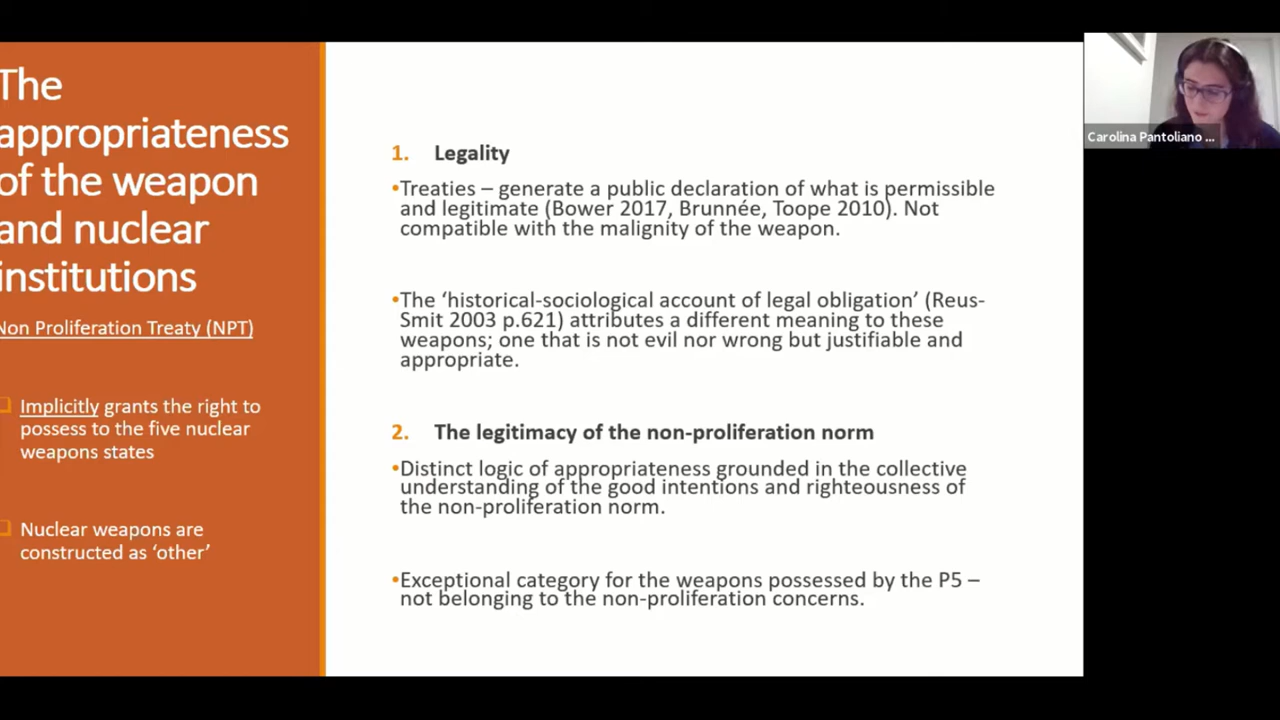 The
appropriateness
of the weapon
and nuclear
institutions
Non Proliferation Treaty (NPT)
Implicitly grants the right to
possess to the five nuclear
weapons states
Nuclear weapons are
constructed as ‘other’
1. Legality
•Treaties – generate a public declaration of what is permissible
and legitimate (Bower 2017, Brunnée, Toope 2010). Not
compatible with the malignity of the weapon.
•The ‘historical-sociological account of legal obligation’ (Reus-
Smit 2003 p.621) attributes a different meaning to these
weapons; one that is not evil nor wrong but justifiable and
appropriate.
2. The legitimacy of the non-proliferation norm
•Distinct logic of appropriateness grounded in the collective
understanding of the good intentions and righteousness of
the non-proliferation norm.
•Exceptional category for the weapons possessed by the P5 –
not belonging to the non-proliferation concerns.
Carolina Pantoliano ...